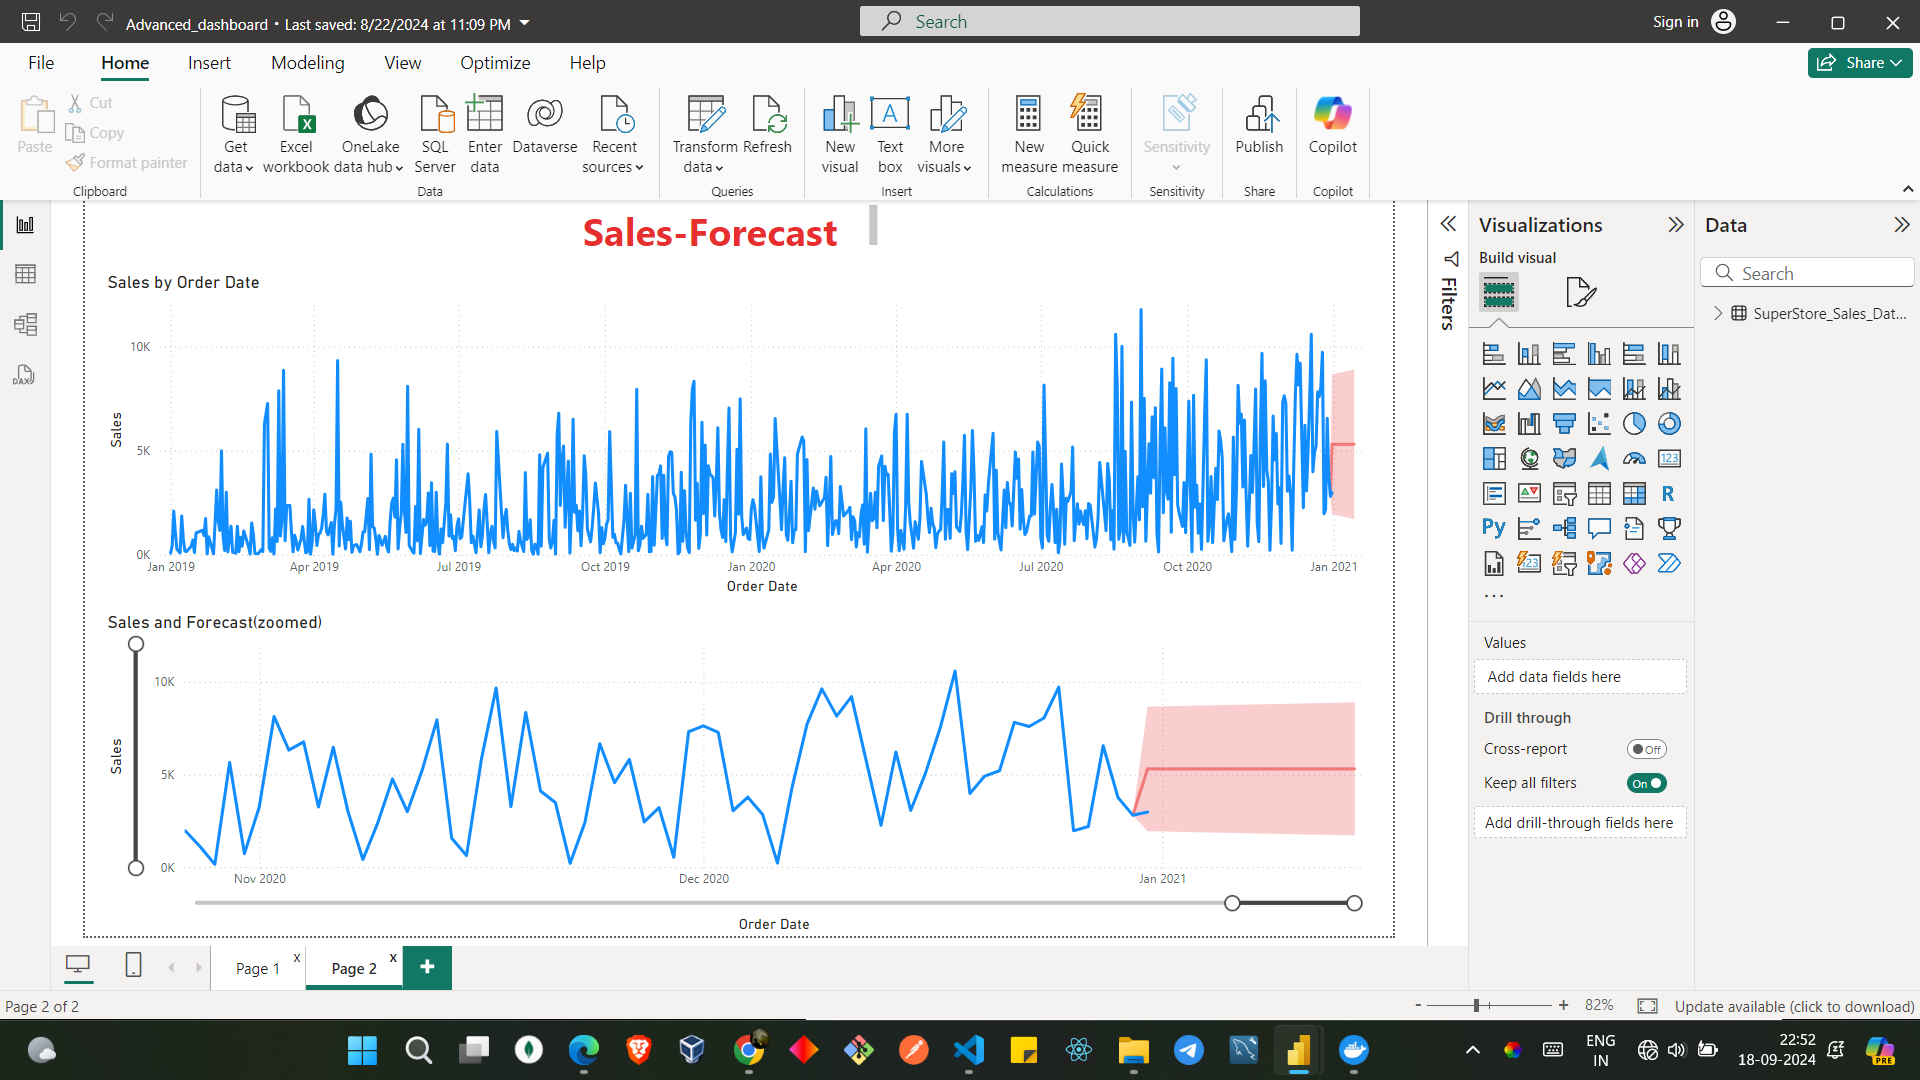 Advanced_dashboard • Last saved: 8/22/2024 at 11:09 PM
Search
Sign in
File
Home
Insert
Modeling
View
Optimize
Help
Share
Paste
Cut
Copy
Format painter
Clipboard
Get data
Excel workbook
OneLake data hub
SQL Server
Enter data
Dataverse
Recent sources
Data
Transform data
Refresh
Queries
New visual
Text box
More visuals
Insert
New measure
Quick measure
Calculations
Sensitivity
Sensitivity
Publish
Share
Copilot
Copilot
Sales-Forecast
Sales by Order Date
Sales
10K
5K
0K
Jan 2019
Apr 2019
Jul 2019
Oct 2019
Jan 2020
Apr 2020
Jul 2020
Oct 2020
Jan 2021
Order Date
Sales and Forecast(zoomed)
Sales
10K
5K
0K
Nov 2020
Dec 2020
Jan 2021
Order Date
Filters
Visualizations
Build visual
123
R
Py
123
...
Values
Add data fields here
Drill through
Cross-report
Off
Keep all filters
On
Add drill-through fields here
Data
Search
SuperStore_Sales_Dat...
DAX
Page 1
x
Page 2
x
+
Page 2 of 2
-
+
82%
Update available (click to download)
ENG
IN
22:52
18-09-2024
PRE